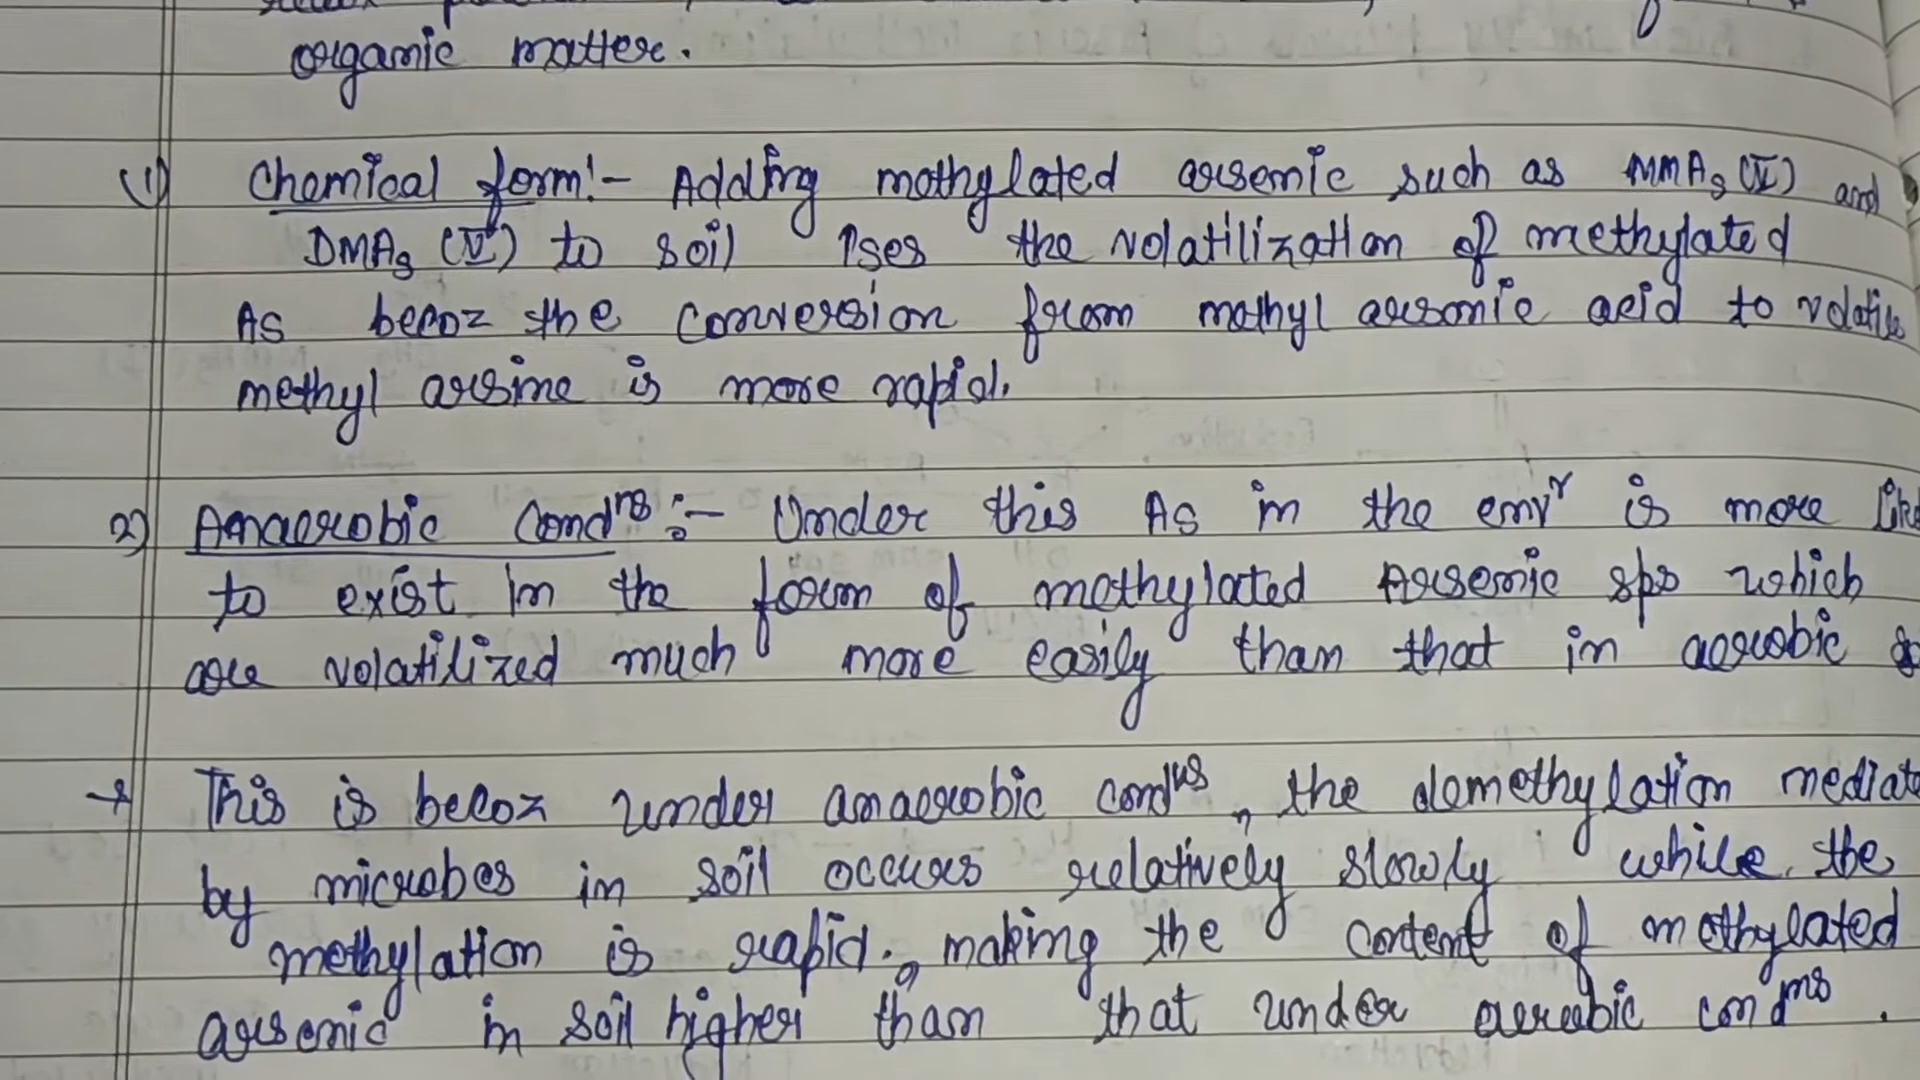 organic matter.
(1) Chemical form:- Adding methylated arsenic such as MMAs (V) and
DMAs (V) to soil ↑ses the volatilization of methylated
As becoz the conversion from methyl arsonic acid to volatile
methyl arsine is more rapid.
2) Anaerobic Condns :- Under this As in the envr is more
to exist in the form of methylated Arsenic sps which
are volatilized much more easily than that in aerobic
→ This is becoz under anaerobic condns, the demethylation mediate
by microbes in soil occurs relatively slowly while the
methylation is rapid, making the content of methylated
arsenic in soil higher than that under aerobic condns.